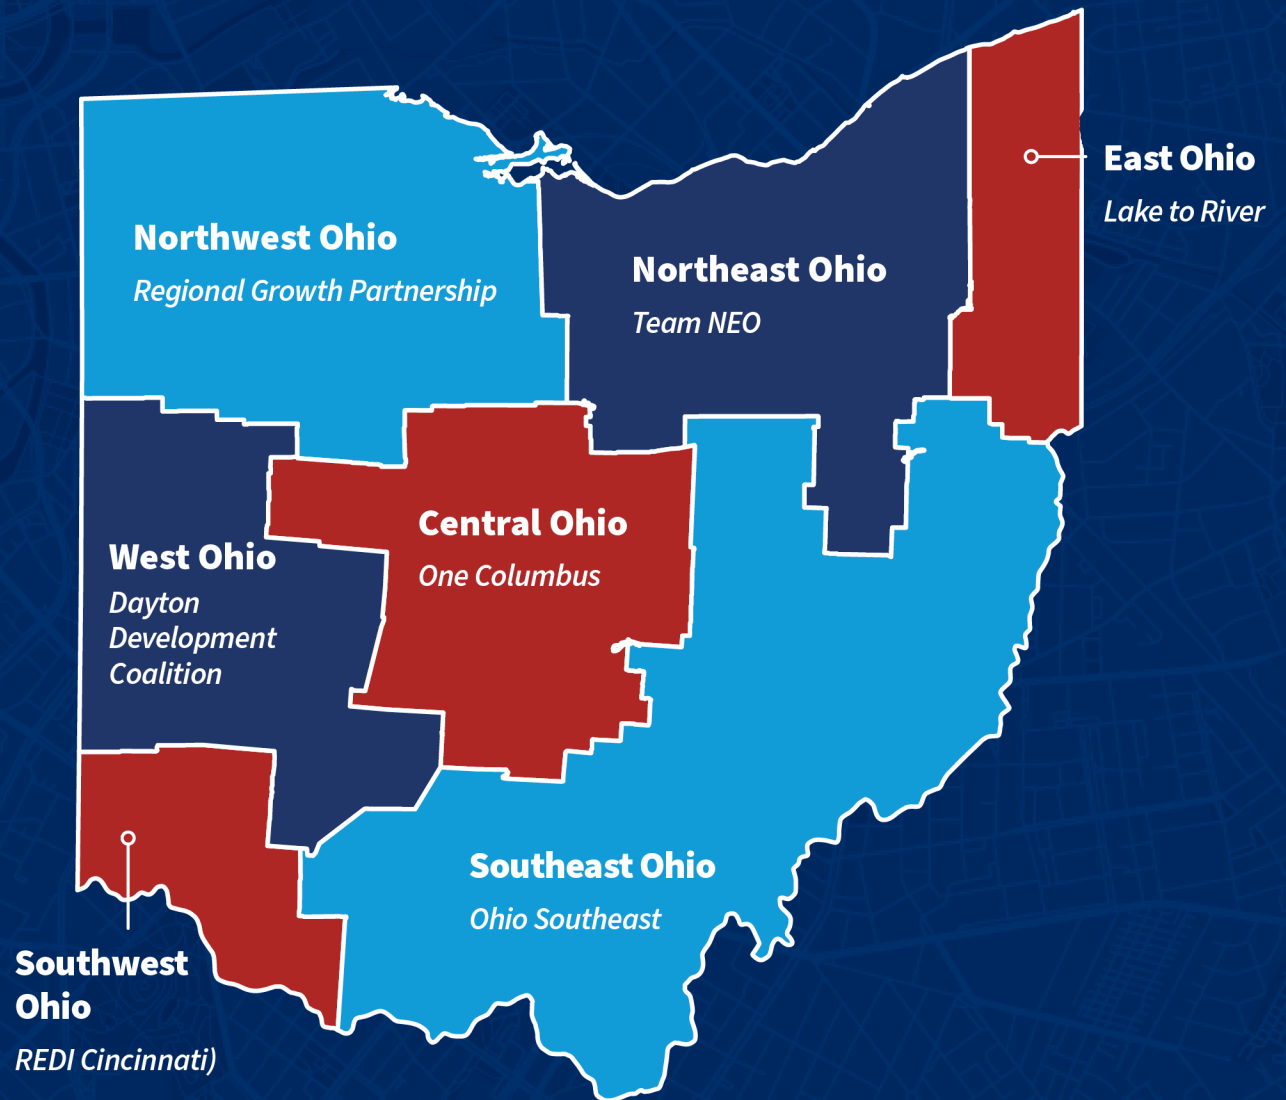 East Ohio
Lake to River
Northwest Ohio
Regional Growth Partnership
Northeast Ohio
Team NEO
Central Ohio
One Columbus
West Ohio
Dayton
Development
Coalition
Southeast Ohio
Ohio Southeast
Southwest
Ohio
REDI Cincinnati)